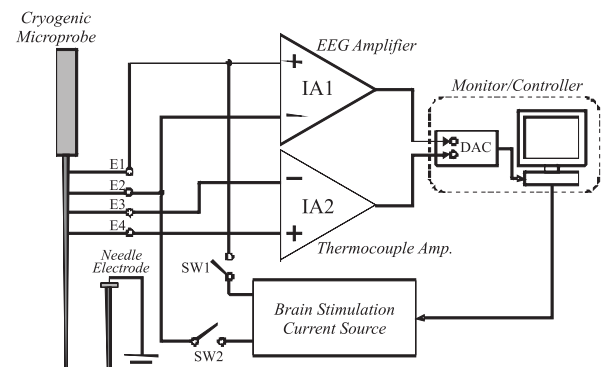 Cryogenic
Microprobe
EEG Amplifier
+
IA1
-
Monitor/Controller
DAC
E1
E2
E3
E4
-
IA2
+
Thermocouple Amp.
Needle
Electrode
SW1
Brain Stimulation
Current Source
SW2